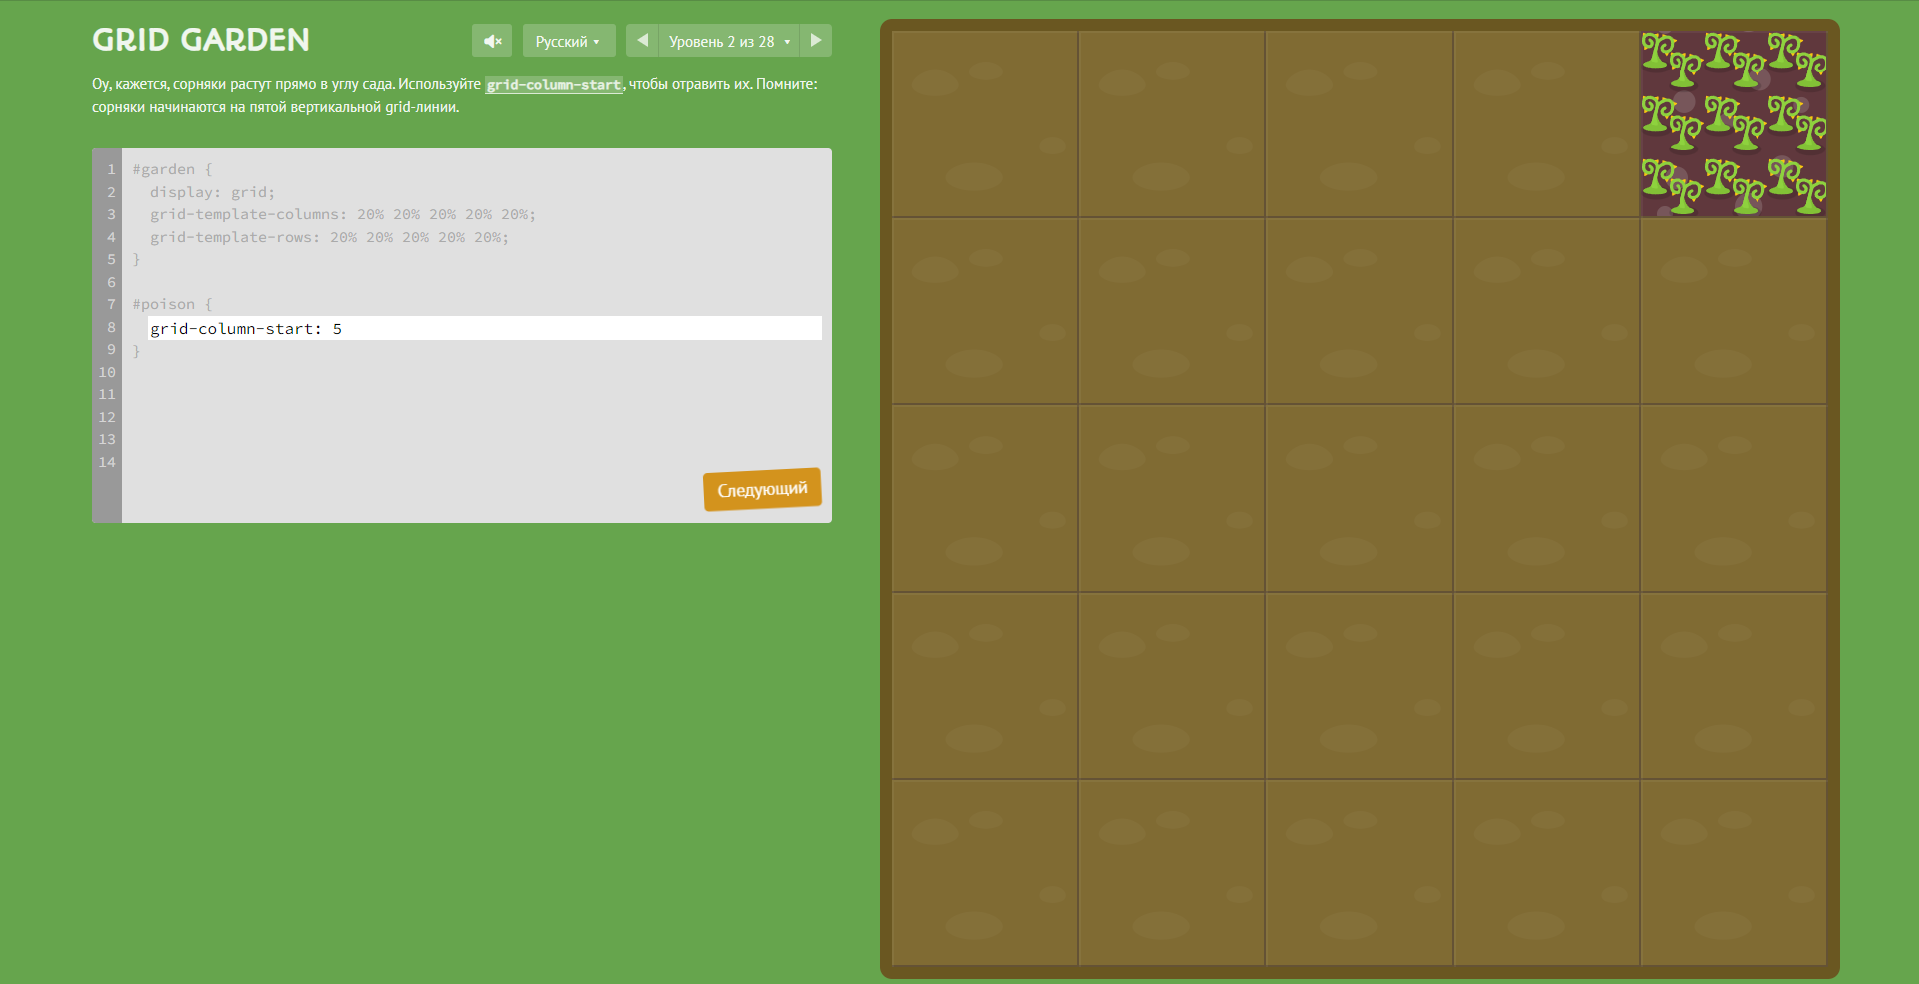 GRID GARDEN
Русский
Уровень 2 из 28
Оу, кажется, сорняки растут прямо в углу сада. Используйте grid-column-start, чтобы отравить их. Помните:
сорняки начинаются на пятой вертикальной grid-линии.
1 #garden {
2 display: grid;
3 grid-template-columns: 20% 20% 20% 20% 20%;
4 grid-template-rows: 20% 20% 20% 20% 20%;
5 }
6
7 #poison {
8 grid-column-start: 5
9 }
10
11
12
13
14
Следующий